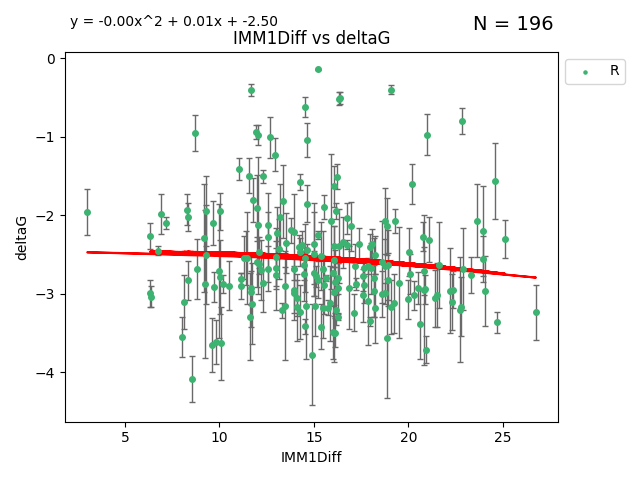 y = -0.00x^2 + 0.01x + -2.50
N = 196
IMM1Diff vs deltaG
R
0
−1
−2
−3
−4
deltaG
5 10 15 20 25
IMM1Diff